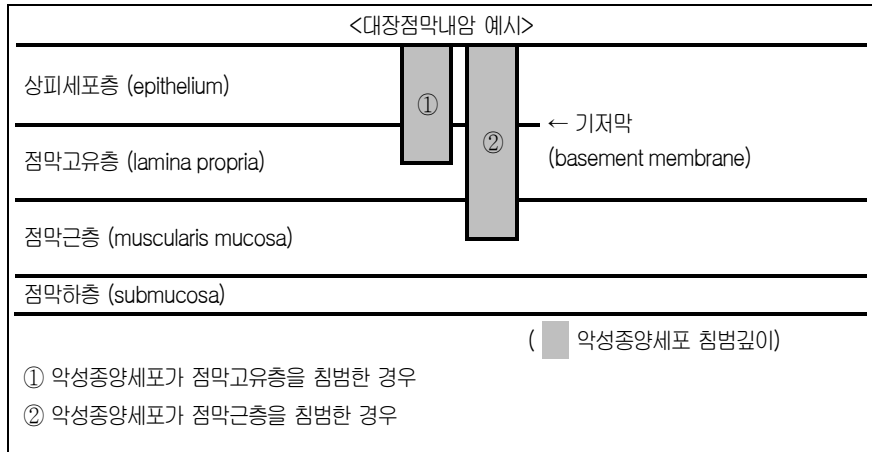 <대장점막내암 예시>
상피세포층 (epithelium)
①
← 기저막
(basement membrane)
②
점막고유층 (lamina propria)
점막근층 (muscularis mucosa)
점막하층 (submucosa)
( 악성종양세포 침범깊이)
① 악성종양세포가 점막고유층을 침범한 경우
② 악성종양세포가 점막근층을 침범한 경우